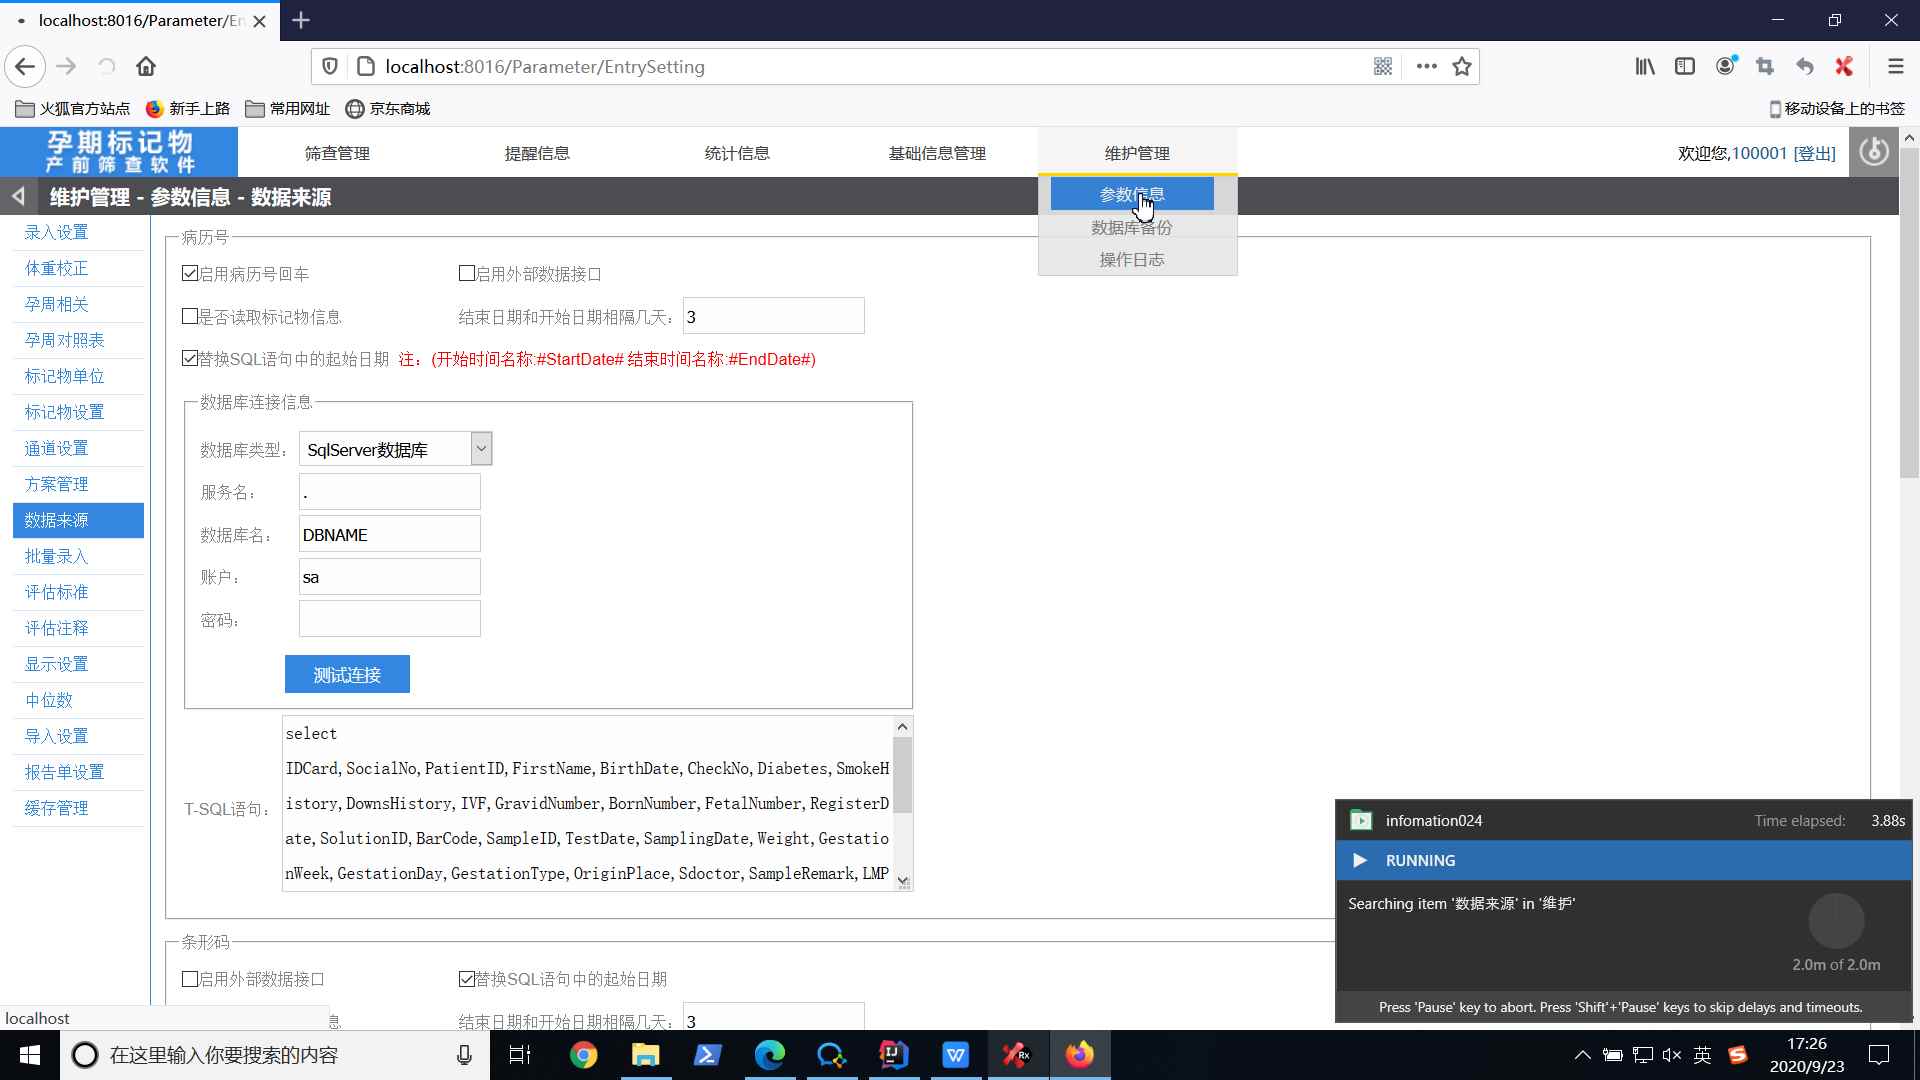 localhost:8016/Parameter/En
localhost:8016/Parameter/EntrySetting
火狐官方站点
新手上路
常用网址
京东商城
移动设备上的书签
孕期标记物
产前筛查软件
筛查管理
提醒信息
统计信息
基础信息管理
维护管理
欢迎您,100001 [登出]
维护管理 - 参数信息 - 数据来源
参数信息
数据库备份
操作日志
录入设置
体重校正
孕周相关
孕周对照表
标记物单位
标记物设置
通道设置
方案管理
数据来源
批量录入
评估标准
评估注释
显示设置
中位数
导入设置
报告单设置
缓存管理
病历号
启用病历号回车
启用外部数据接口
是否读取标记物信息
结束日期和开始日期相隔几天: 3
替换SQL语句中的起始日期 注：(开始时间名称:#StartDate# 结束时间名称:#EndDate#)
数据库连接信息
数据库类型: SqlServer数据库
服务名: .
数据库名: DBNAME
账户: sa
密码:
测试连接
T-SQL语句:
select
IDCard,SocialNo,PatientID,FirstName,BirthDate,CheckNo,Diabetes,SmokeH
istory,DownsHistory,IVF,GravidNumber,BornNumber,FetalNumber,RegisterD
ate,SolutionID,BarCode,SampleID,TestDate,SamplingDate,Weight,Gestatio
nWeek,GestationDay,GestationType,OriginPlace,Sdoctor,SampleRemark,LMP
条形码
启用外部数据接口
替换SQL语句中的起始日期
息
结束日期和开始日期相隔几天: 3
localhost
infomation024
Time elapsed: 3.88s
RUNNING
Searching item '数据来源' in '维护'
2.0m of 2.0m
Press 'Pause' key to abort. Press 'Shift'+'Pause' keys to skip delays and timeouts.
在这里输入你要搜索的内容
英
17:26
2020/9/23